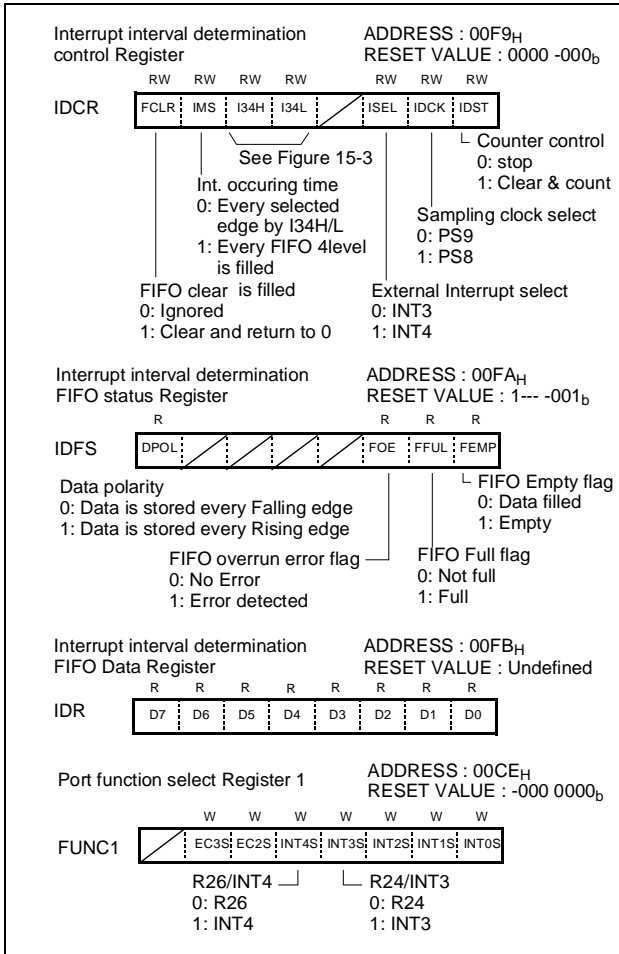 Interrupt interval determination ADDRESS : 00F9H
control Register RESET VALUE : 0000 -000b
RW RW RW RW RW RW RW
IDCR FCLR IMS I34H I34L ISEL IDCK IDST
See Figure 15-3
Counter control
0: stop
1: Clear & count
Int. occuring time
0: Every selected
edge by I34H/L
1: Every FIFO 4level
is filled
Sampling clock select
0: PS9
1: PS8
FIFO clear is filled
0: Ignored
1: Clear and return to 0
External Interrupt select
0: INT3
1: INT4
Interrupt interval determination ADDRESS : 00FAH
FIFO status Register RESET VALUE : 1--- -001b
R R R R
IDFS DPOL FOE FFUL FEMP
Data polarity
0: Data is stored every Falling edge
1: Data is stored every Rising edge
FIFO Empty flag
0: Data filled
1: Empty
FIFO overrun error flag
0: No Error
1: Error detected
FIFO Full flag
0: Not full
1: Full
Interrupt interval determination ADDRESS : 00FBH
FIFO Data Register RESET VALUE : Undefined
R R R R R R R R
IDR D7 D6 D5 D4 D3 D2 D1 D0
Port function select Register 1 ADDRESS : 00CEH
RESET VALUE : -000 0000b
W W W W W W W
FUNC1 EC3S EC2S INT4S INT3S INT2S INT1S INT0S
R26/INT4
0: R26
1: INT4
R24/INT3
0: R24
1: INT3